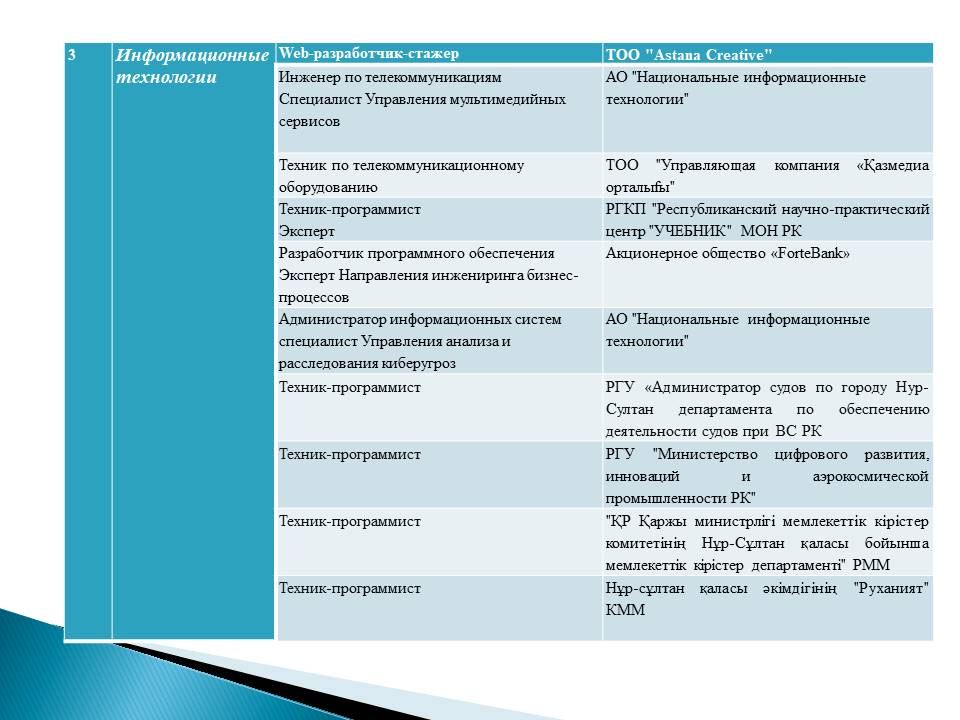 3
Информационные
технологии
Web-разработчик-стажер
ТОО "Astana Creative"
Инженер по телекоммуникациям
Специалист Управления мультимедийных
сервисов
АО "Национальные информационные
технологии"
Техник по телекоммуникационному
оборудованию
ТОО "Управляющая компания «Қазмедиа
орталығы"
Техник-программист
Эксперт
РГКП "Республиканский научно-практический
центр "УЧЕБНИК" МОН РК
Разработчик программного обеспечения
Эксперт Направления инжениринга бизнес-
процессов
Акционерное общество «ForteBank»
Администратор информационных систем
специалист Управления анализа и
расследования киберугроз
АО "Национальные информационные
технологии"
Техник-программист
РГУ «Администратор судов по городу Нур-
Султан департамента по обеспечению
деятельности судов при ВС РК
Техник-программист
РГУ "Министерство цифрового развития,
инноваций и аэрокосмической
промышленности РК"
Техник-программист
"ҚР Қаржы министрлігі мемлекеттік кірістер
комитетінің Нұр-Сұлтан қаласы бойынша
мемлекеттік кірістер департаменті" РММ
Техник-программист
Нұр-сұлтан қаласы әкімдігінің "Руханият"
КММ